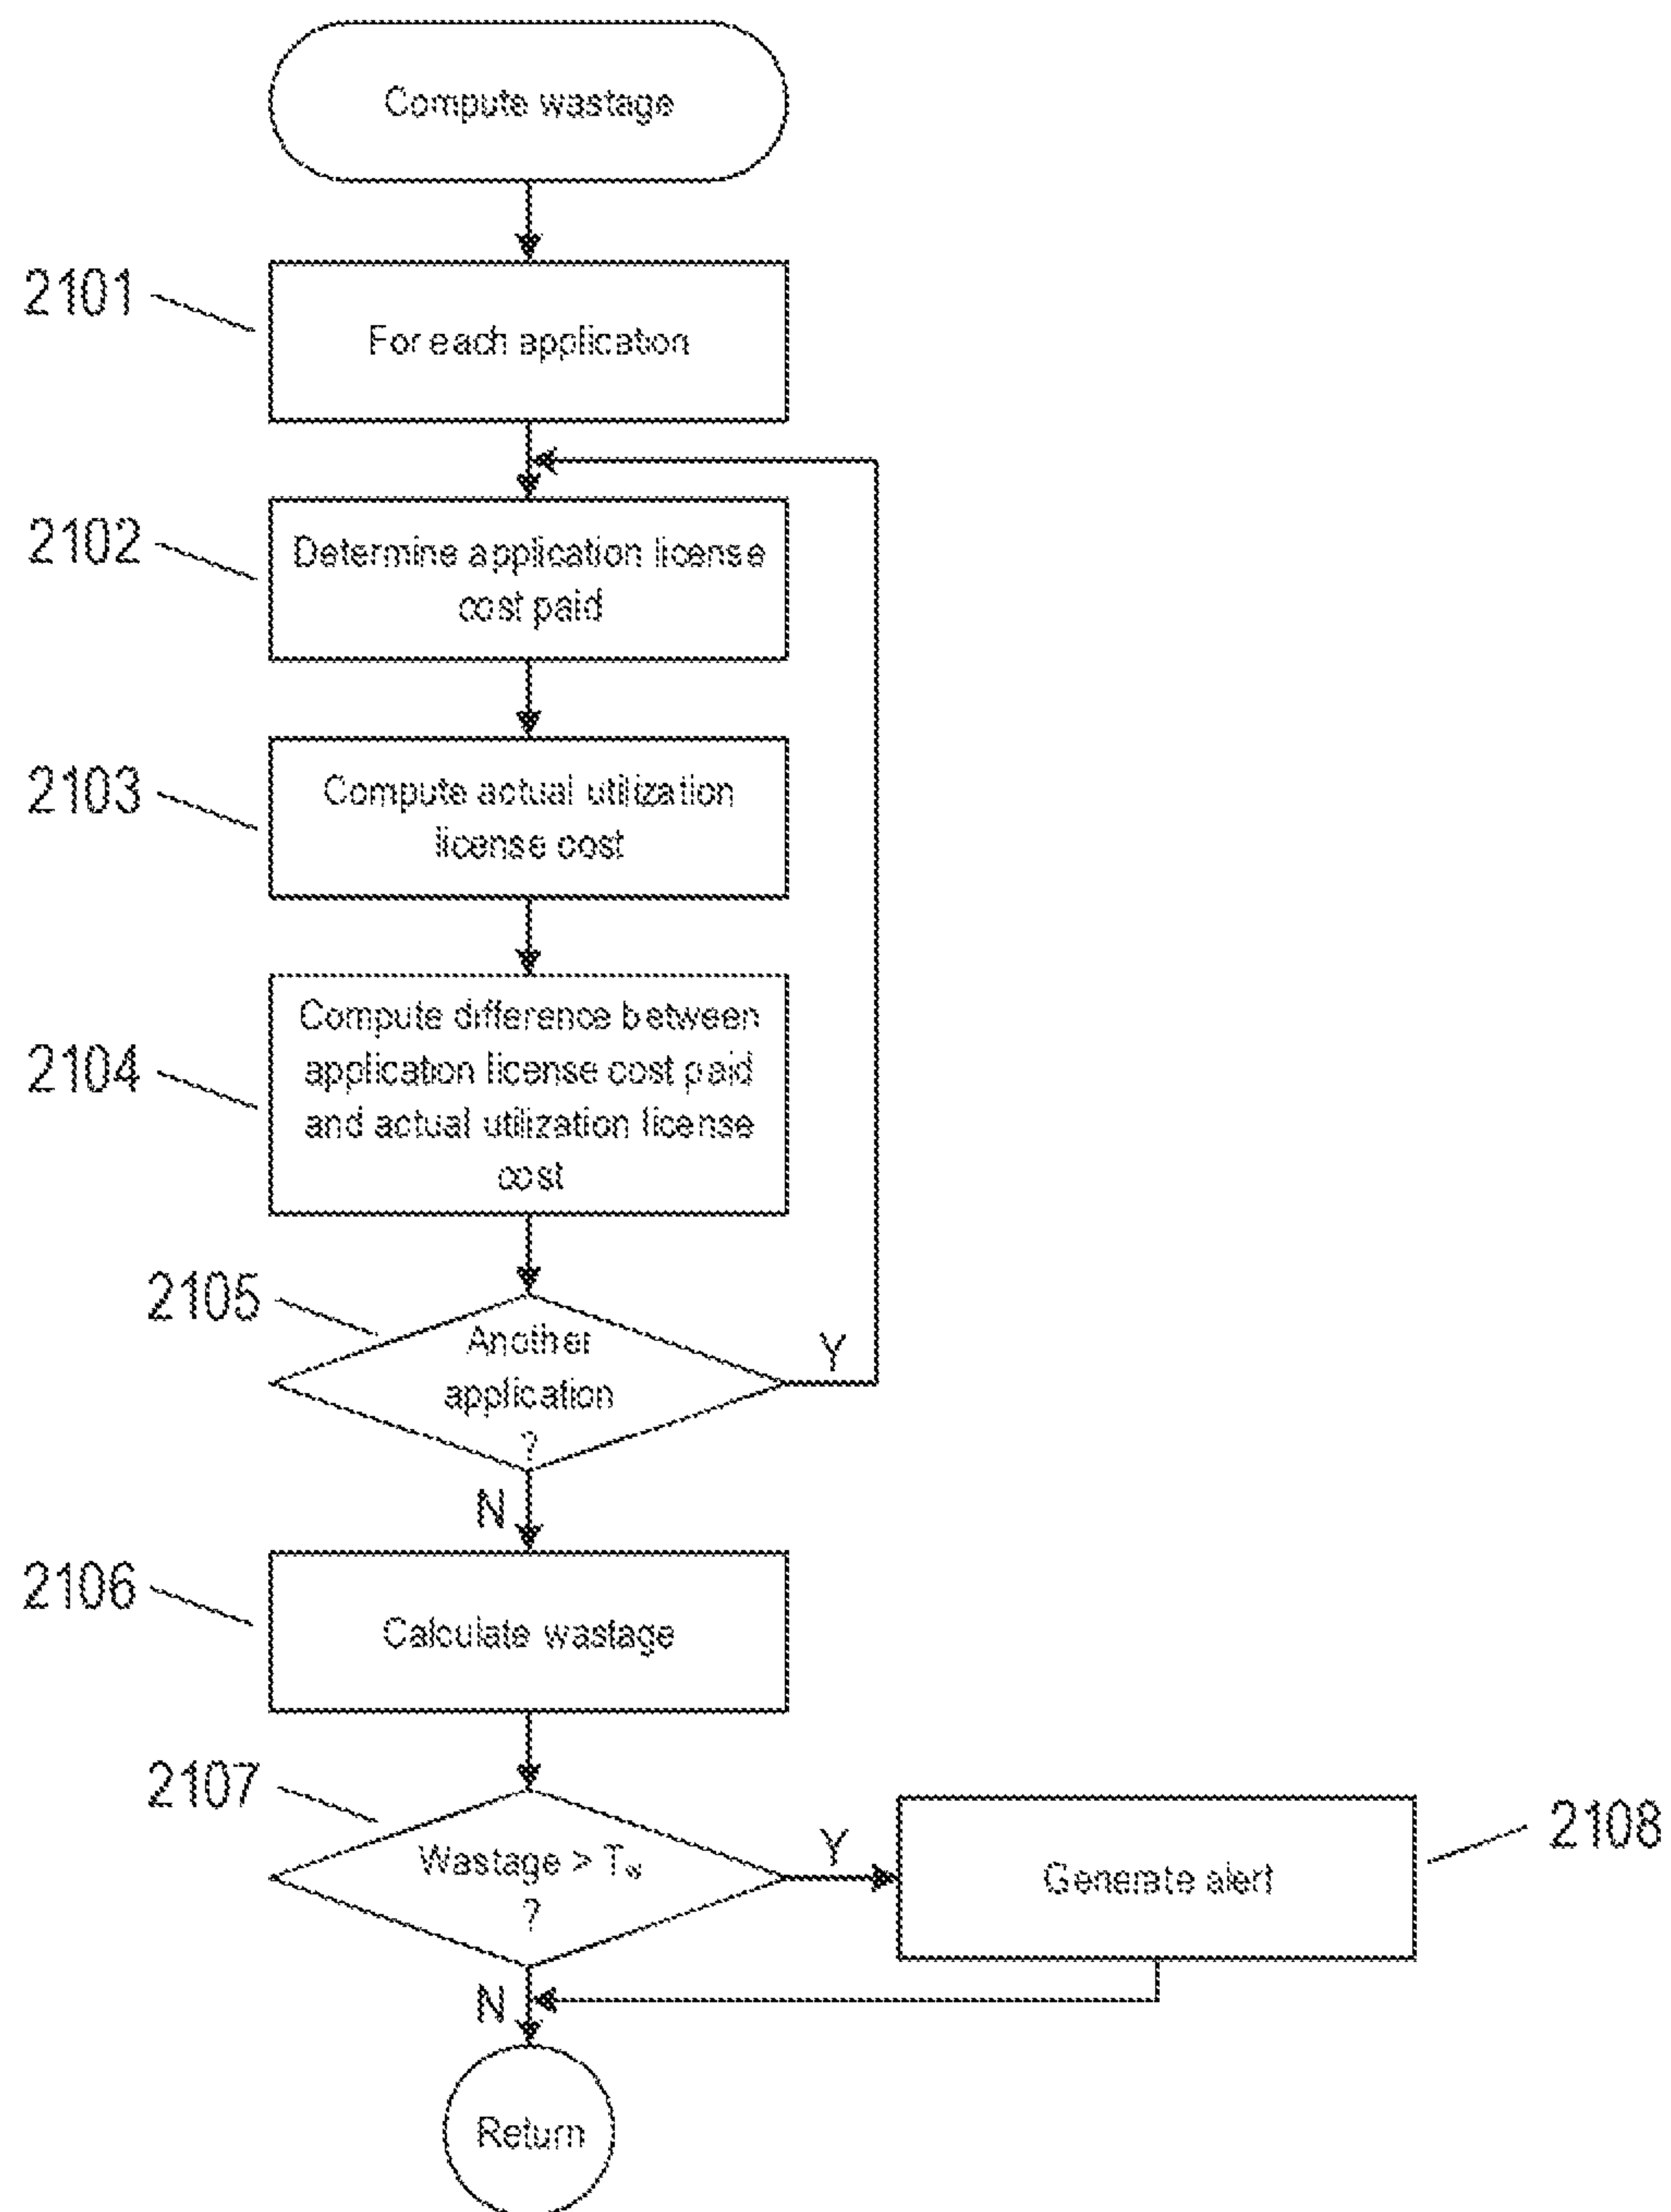 Compute wastage
2101
For each application
2102
Determine application license
cost paid
2103
Compute actual utilization
license cost
2104
Compute difference between
application license cost paid
and actual utilization license
cost
2105
Another
application
?
Y
N
2106
Calculate wastage
2107
Wastage > Tw
?
Y
Generate alert
2108
N
Return